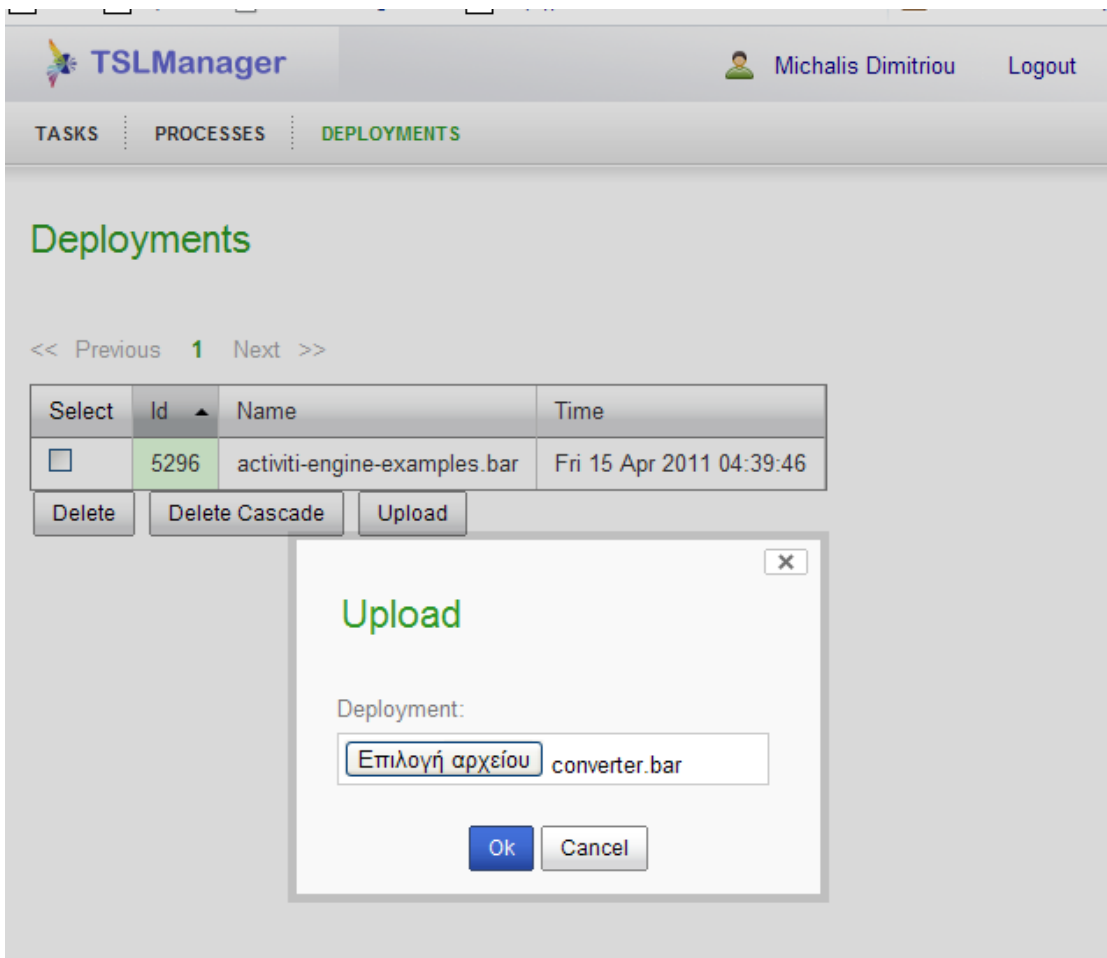 TSLManager
Michalis Dimitriou Logout
TASKS PROCESSES DEPLOYMENTS
Deployments
<< Previous 1 Next >>
Select Id Name Time
5296 activiti-engine-examples.bar Fri 15 Apr 2011 04:39:46
Delete Delete Cascade Upload
Upload
Deployment:
Επιλογή αρχείου converter.bar
Ok Cancel